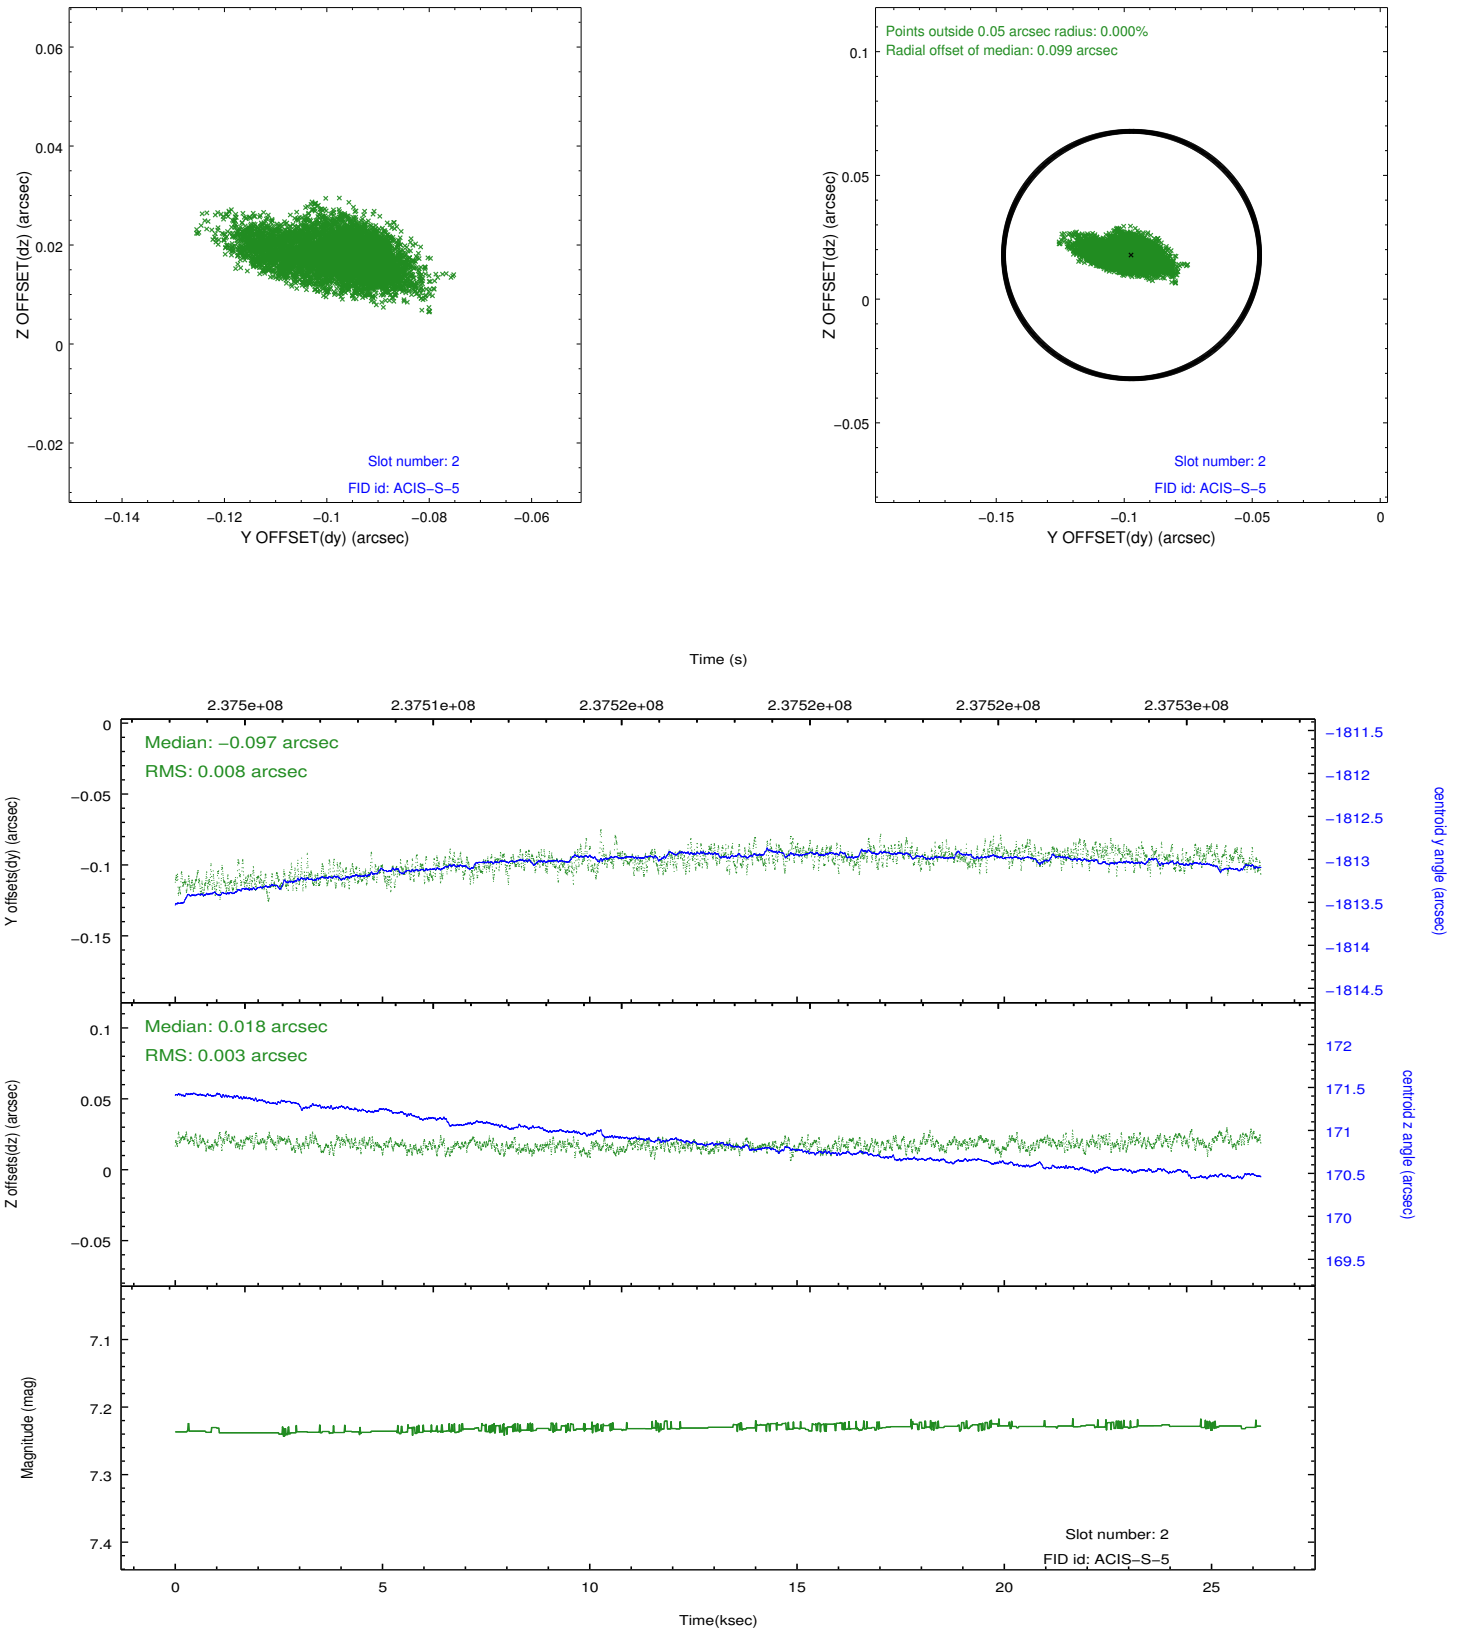 0.06
0.04
0.02
0
−0.02
Z OFFSET(dz) (arcsec)
Slot number: 2
FID id: ACIS−S−5
−0.14 −0.12 −0.1 −0.08 −0.06
Y OFFSET(dy) (arcsec)
Points outside 0.05 arcsec radius: 0.000%
Radial offset of median: 0.099 arcsec
0.1
0.05
0
−0.05
Z OFFSET(dz) (arcsec)
Slot number: 2
FID id: ACIS−S−5
−0.15 −0.1 −0.05 0
Y OFFSET(dy) (arcsec)
Time (s)
2.375e+08 2.3751e+08 2.3752e+08 2.3752e+08 2.3752e+08 2.3753e+08
Median: −0.097 arcsec
RMS: 0.008 arcsec
0
−0.05
−0.1
−0.15
Y offsets(dy) (arcsec)
−1811.5
−1812
−1812.5
−1813
−1813.5
−1814
−1814.5
centroid y angle (arcsec)
Median: 0.018 arcsec
RMS: 0.003 arcsec
0.1
0.05
0
−0.05
Z offsets(dz) (arcsec)
172
171.5
171
170.5
170
169.5
centroid z angle (arcsec)
7.1
7.2
7.3
7.4
Magnitude (mag)
Slot number: 2
FID id: ACIS−S−5
0 5 10 15 20 25
Time(ksec)